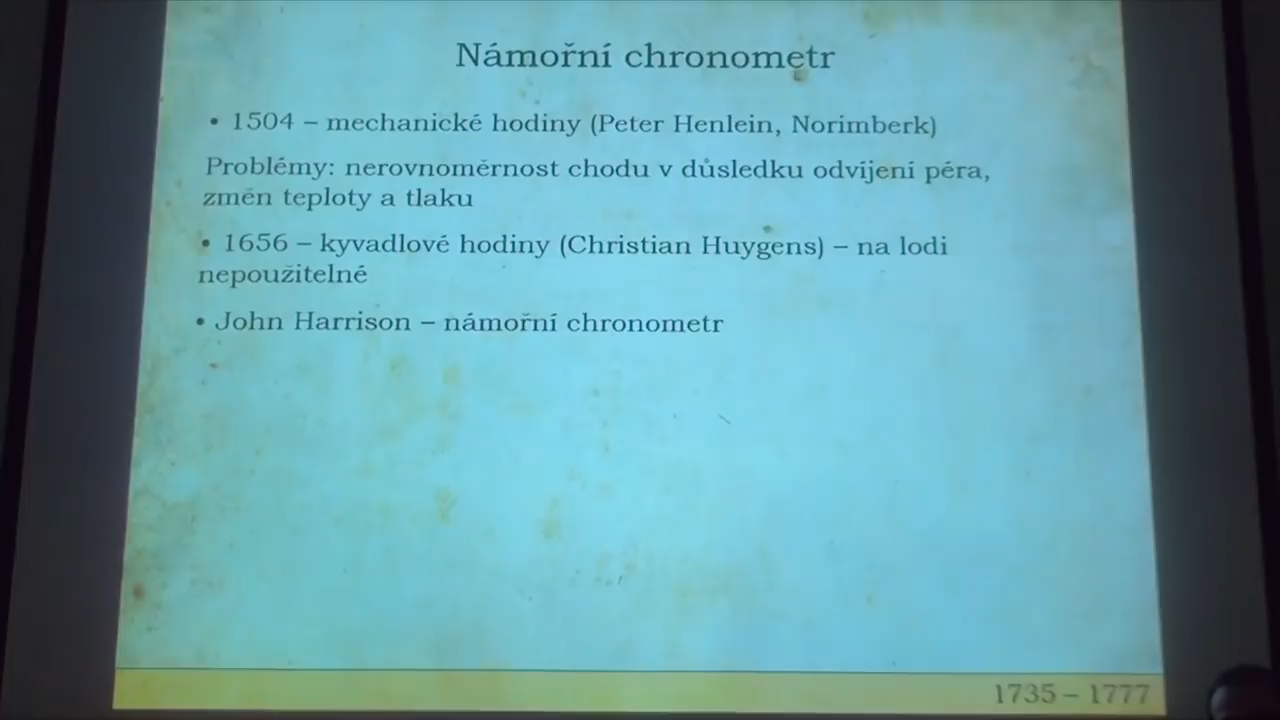 Námořní chronometr
• 1504 – mechanické hodiny (Peter Henlein, Norimberk)
Problémy: nerovnoměrnost chodu v důsledku odvíjení péra,
změn teploty a tlaku
• 1656 – kyvadlové hodiny (Christian Huygens) – na lodi
nepoužitelné
• John Harrison – námořní chronometr
1735 – 1777